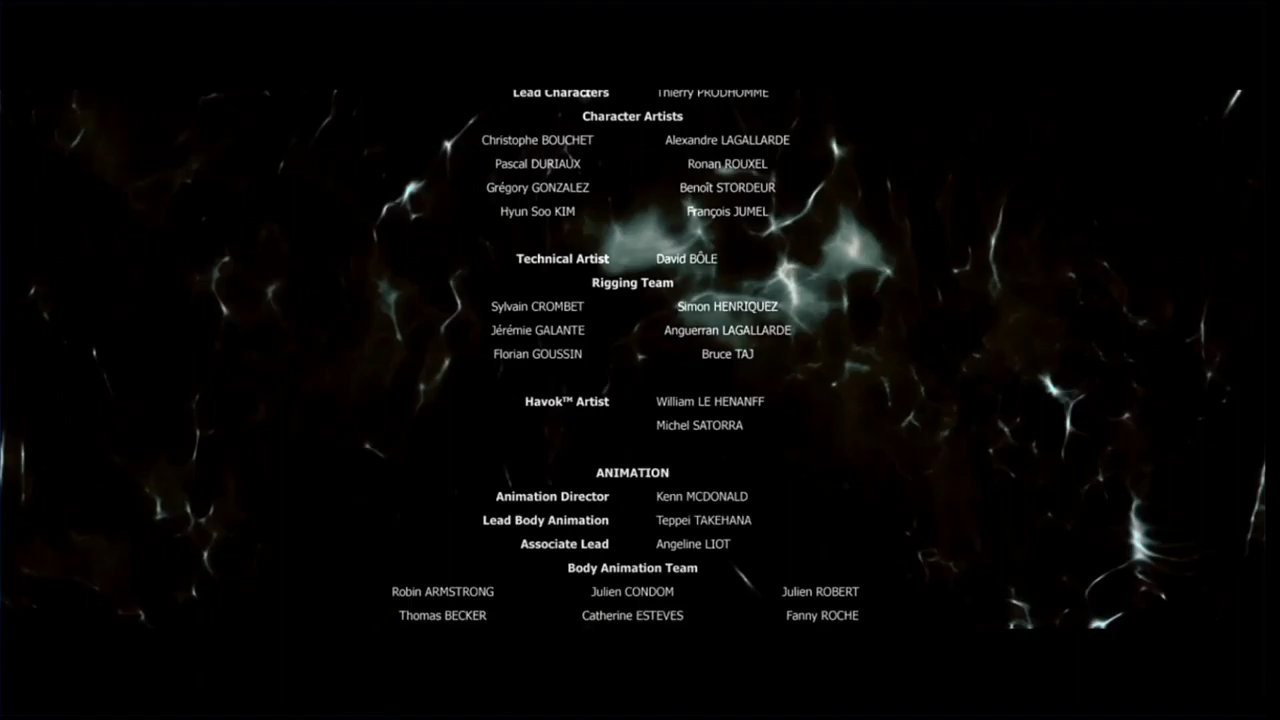 Lead Characters Thierry PRODHOMME
Character Artists
Christophe BOUCHET Alexandre LAGALLARDE
Pascal DURIAUX Ronan ROUXEL
Grégory GONZALEZ Benoît STORDEUR
Hyun Soo KIM François JUMEL
Technical Artist David BÔLE
Rigging Team
Sylvain CROMBET Simon HENRIQUEZ
Jérémie GALANTE Anguerran LAGALLARDE
Florian GOUSSIN Bruce TAJ
Havok™ Artist William LE HENANFF
Michel SATORRA
ANIMATION
Animation Director Kenn MCDONALD
Lead Body Animation Teppei TAKEHANA
Associate Lead Angeline LIOT
Body Animation Team
Robin ARMSTRONG Julien CONDOM Julien ROBERT
Thomas BECKER Catherine ESTEVES Fanny ROCHE